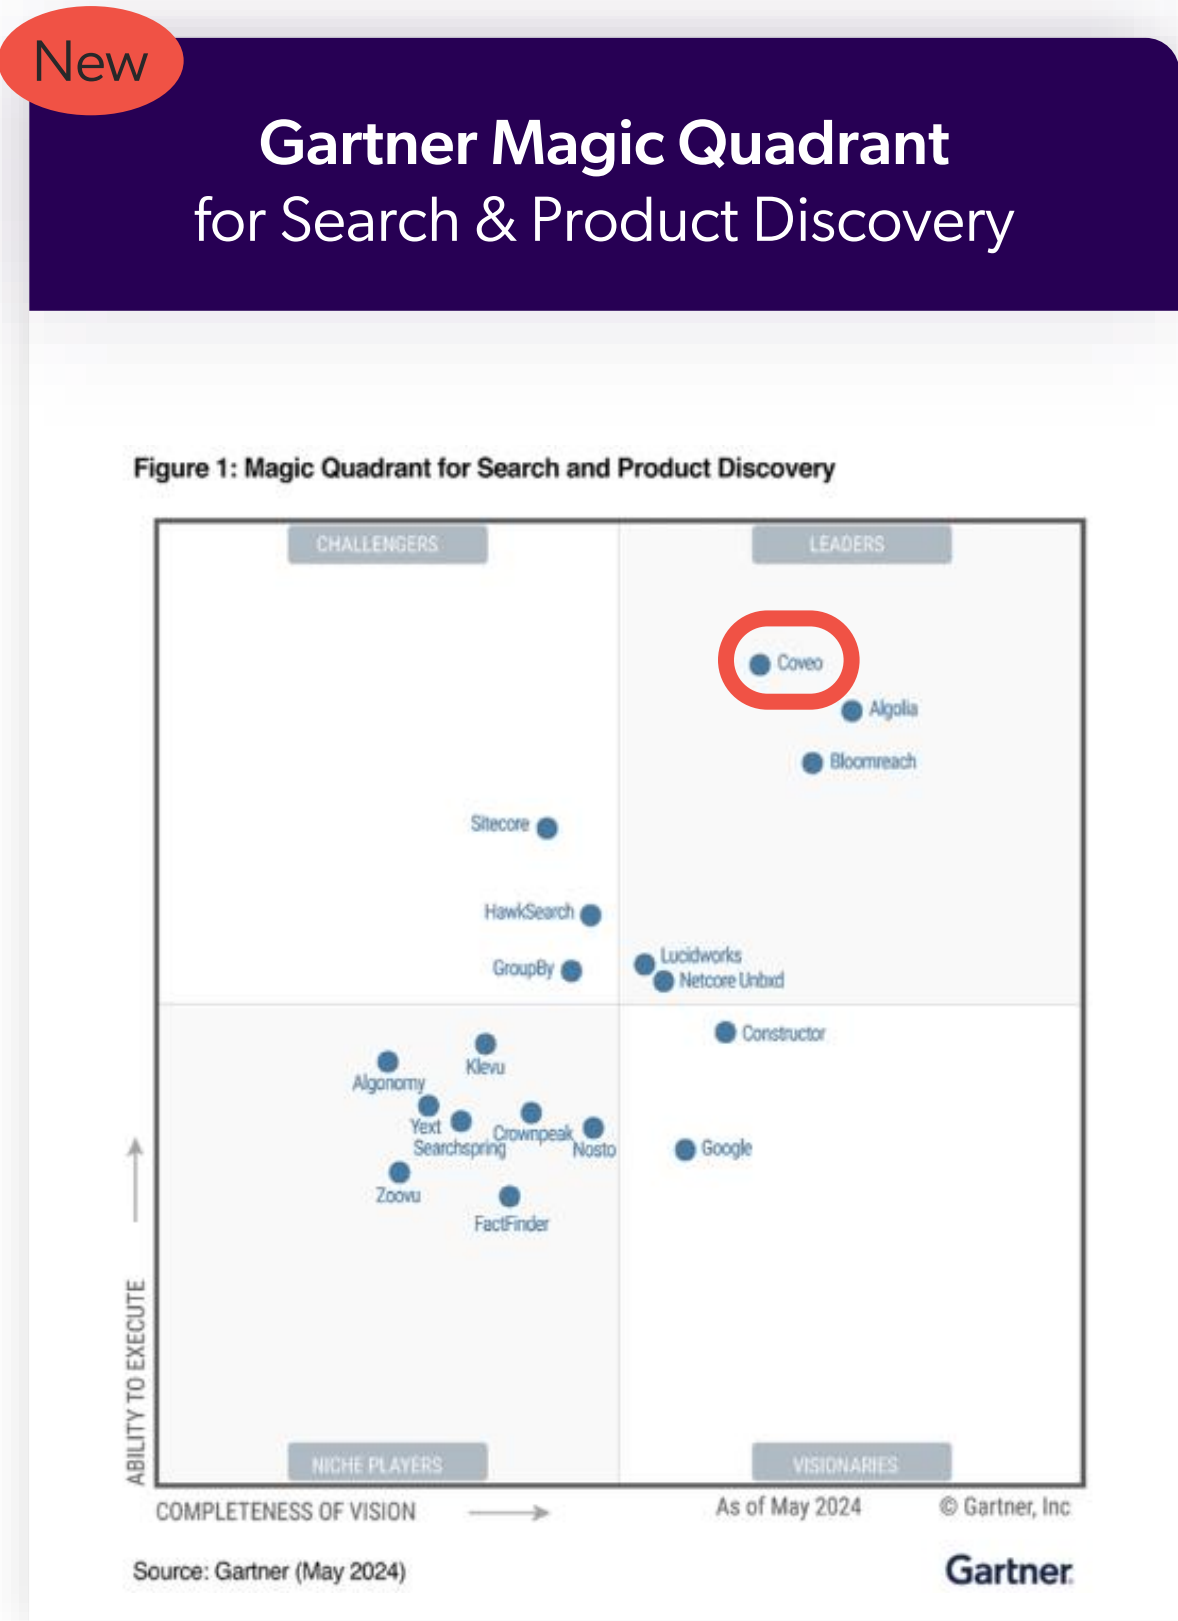 New
Gartner Magic Quadrant
for Search & Product Discovery
Figure 1: Magic Quadrant for Search and Product Discovery
CHALLENGERS
LEADERS
Coveo
Algolia
Bloomreach
Sitecore
HawkSearch
GroupBy
Lucidworks
Netcore Unbxd
Constructor
Klevu
Algonomy
Yext
Crownpeak
Searchspring
Nosto
Google
Zoovu
FactFinder
ABILITY TO EXECUTE
NICHE PLAYERS
VISIONARIES
COMPLETENESS OF VISION
As of May 2024
© Gartner, Inc
Source: Gartner (May 2024)
Gartner